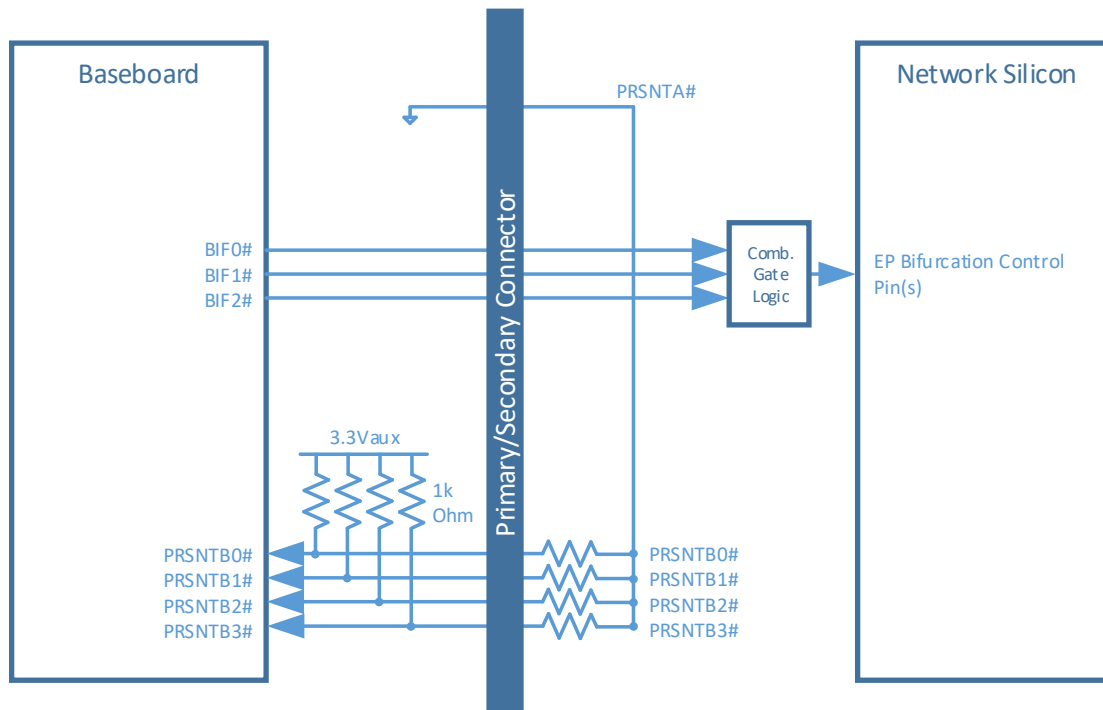 Baseboard
Network Silicon
PRSNTA#
Primary/Secondary Connector
BIF0#
BIF1#
BIF2#
Comb.
Gate
Logic
EP Bifurcation Control
Pin(s)
3.3Vaux
1k
Ohm
PRSNTB0#
PRSNTB1#
PRSNTB2#
PRSNTB3#
PRSNTB0#
PRSNTB1#
PRSNTB2#
PRSNTB3#